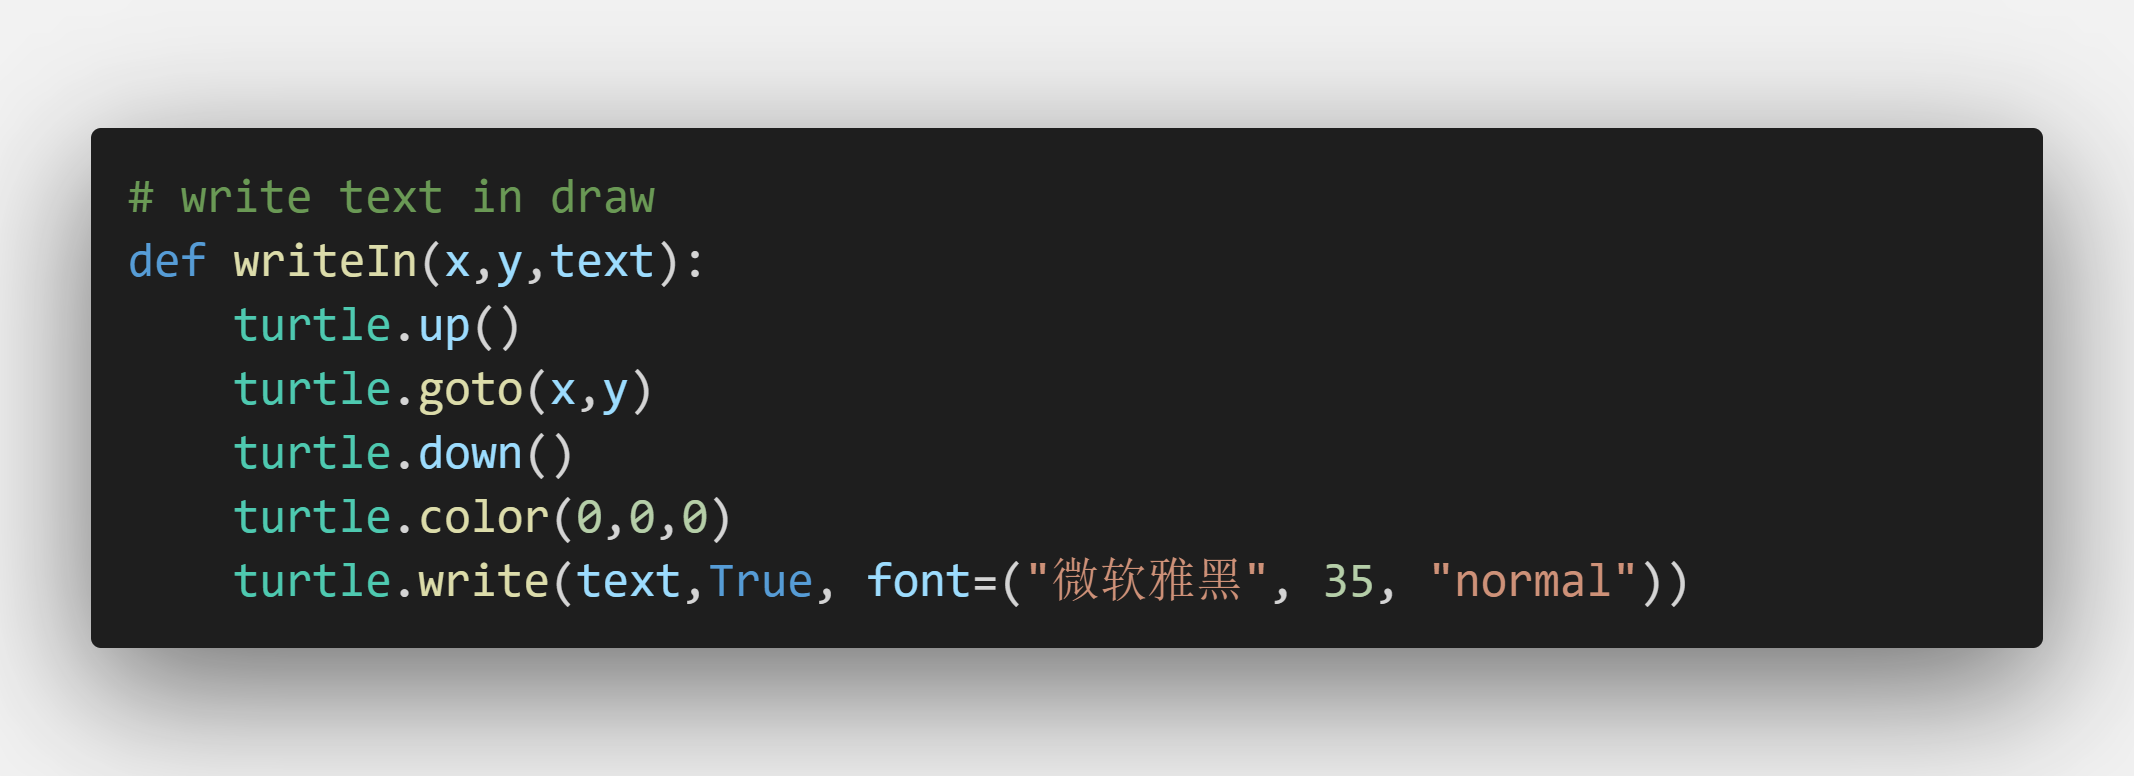 # write text in draw
def writeIn(x,y,text):
    turtle.up()
    turtle.goto(x,y)
    turtle.down()
    turtle.color(0,0,0)
    turtle.write(text,True, font=("微软雅黑", 35, "normal"))